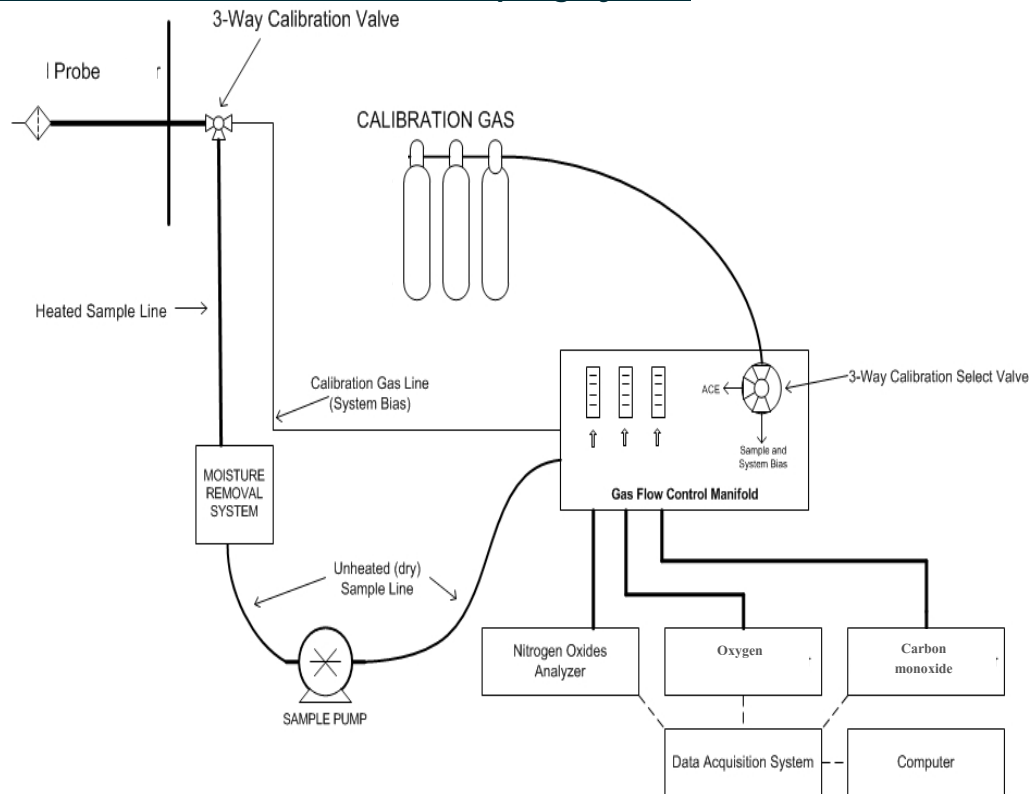 3-Way Calibration Valve
Probe
CALIBRATION GAS
Heated Sample Line
Calibration Gas Line
(System Bias)
ACE
3-Way Calibration Select Valve
Sample and
System Bias
Gas Flow Control Manifold
MOISTURE
REMOVAL
SYSTEM
Unheated (dry)
Sample Line
SAMPLE PUMP
Nitrogen Oxides
Analyzer
Oxygen
Carbon
monoxide
Data Acquisition System
Computer